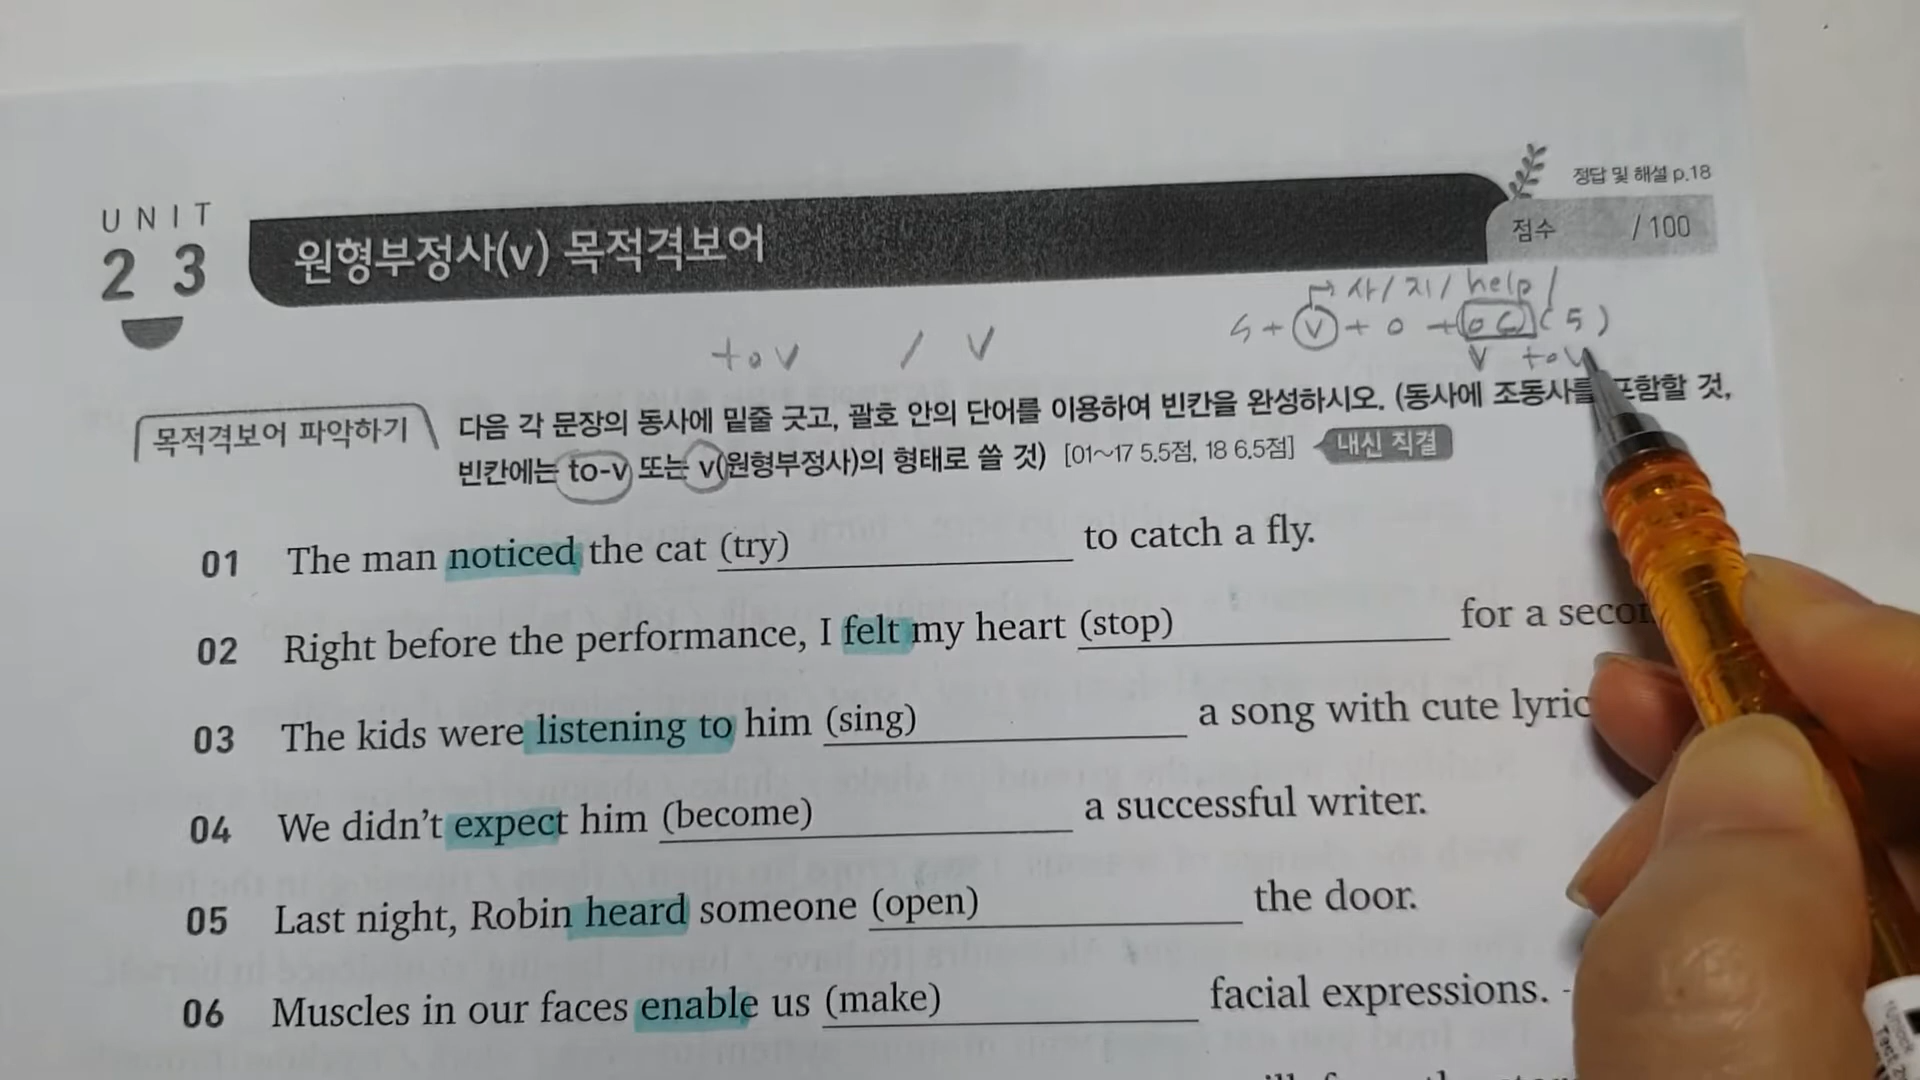 정답 및 해설 p.18
UNIT
23
원형부정사(v) 목적격보어
점수 / 100
사 / 지 / help /
S + V + O + OC (5)
to V / V
V to V
목적격보어 파악하기
다음 각 문장의 동사에 밑줄 긋고, 괄호 안의 단어를 이용하여 빈칸을 완성하시오. (동사에 조동사를 포함할 것,
빈칸에는 to-v 또는 v(원형부정사)의 형태로 쓸 것) [01~17 5.5점, 18 6.5점] 내신 직결
01 The man noticed the cat (try) to catch a fly.
02 Right before the performance, I felt my heart (stop) for a
03 The kids were listening to him (sing) a song with cute
04 We didn't expect him (become) a successful writer.
05 Last night, Robin heard someone (open) the door.
06 Muscles in our faces enable us (make) facial expressions.